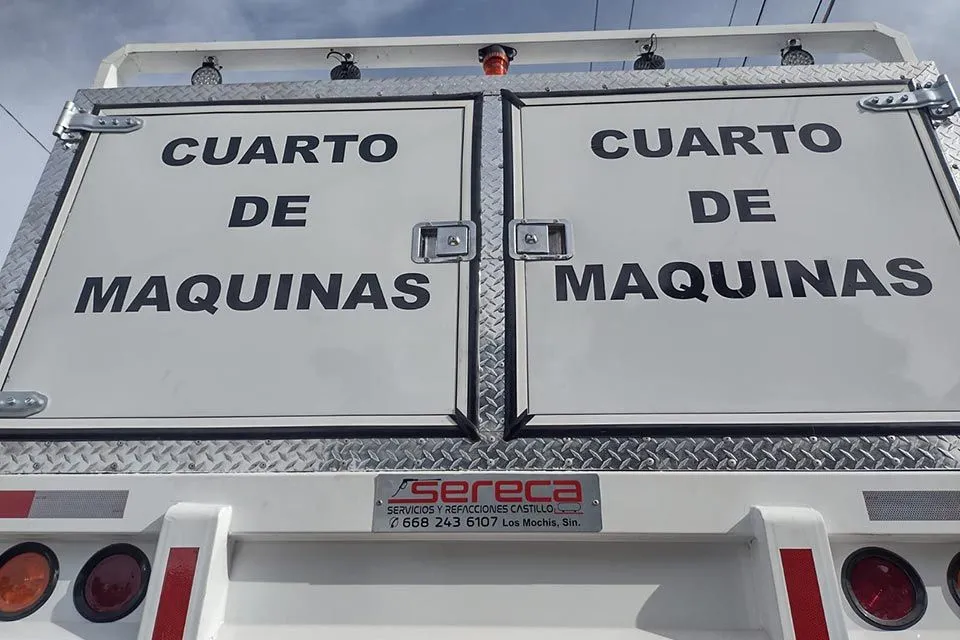 CUARTO
DE
MAQUINAS
CUARTO
DE
MAQUINAS
sereca
SERVICIOS Y REFACCIONES CASTILLO
668 243 6107 Los Mochis, Sin.